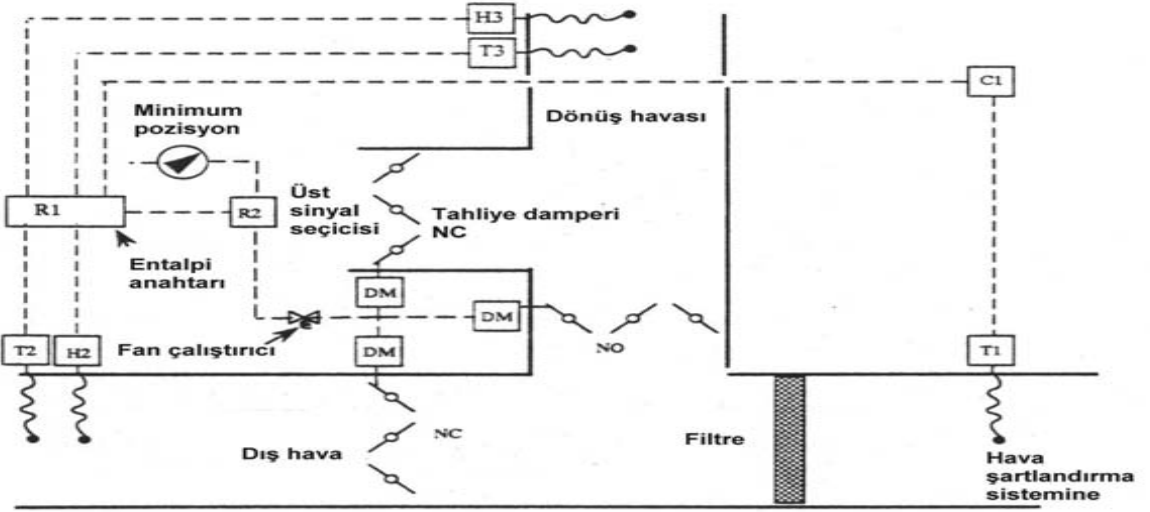 H3
T3
C1
Minimum
pozisyon
Dönüş havası
R1
R2
Üst
sinyal
seçicisi
Tahliye damperi
NC
Entalpi
anahtarı
DM
DM
DM
Fan çalıştırıcı
NO
T2
H2
T1
Dış hava
NC
Filtre
Hava
şartlandırma
sistemine